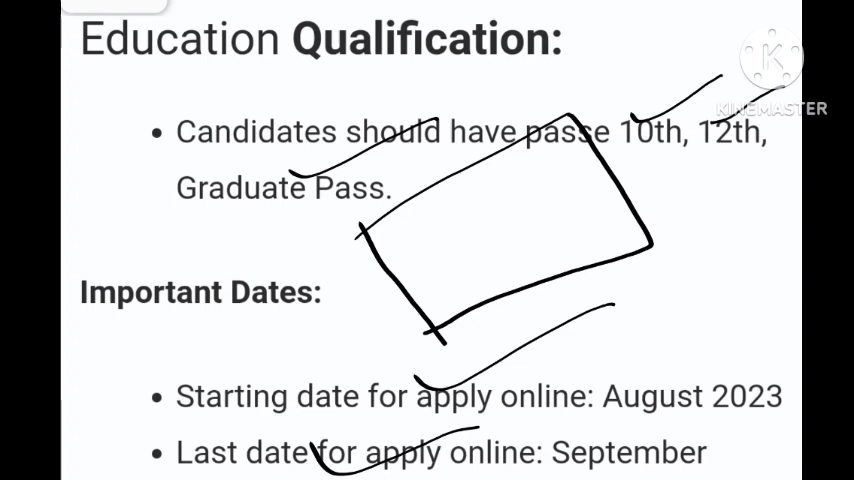 Education Qualification:
KINEMASTER
• Candidates should have passe 10th, 12th,
Graduate Pass.
Important Dates:
• Starting date for apply online: August 2023
• Last date for apply online: September